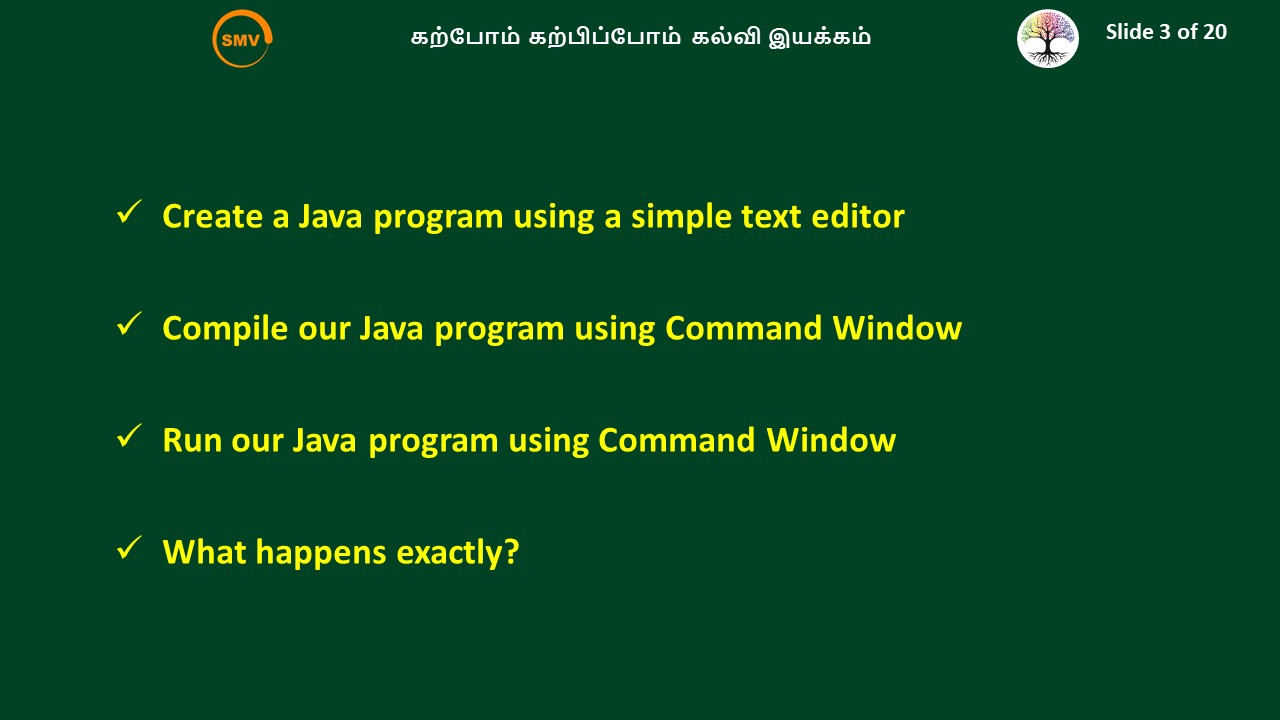 SMV
கற்போம் கற்பிப்போம் கல்வி இயக்கம்
Slide 3 of 20
✓ Create a Java program using a simple text editor
✓ Compile our Java program using Command Window
✓ Run our Java program using Command Window
✓ What happens exactly?